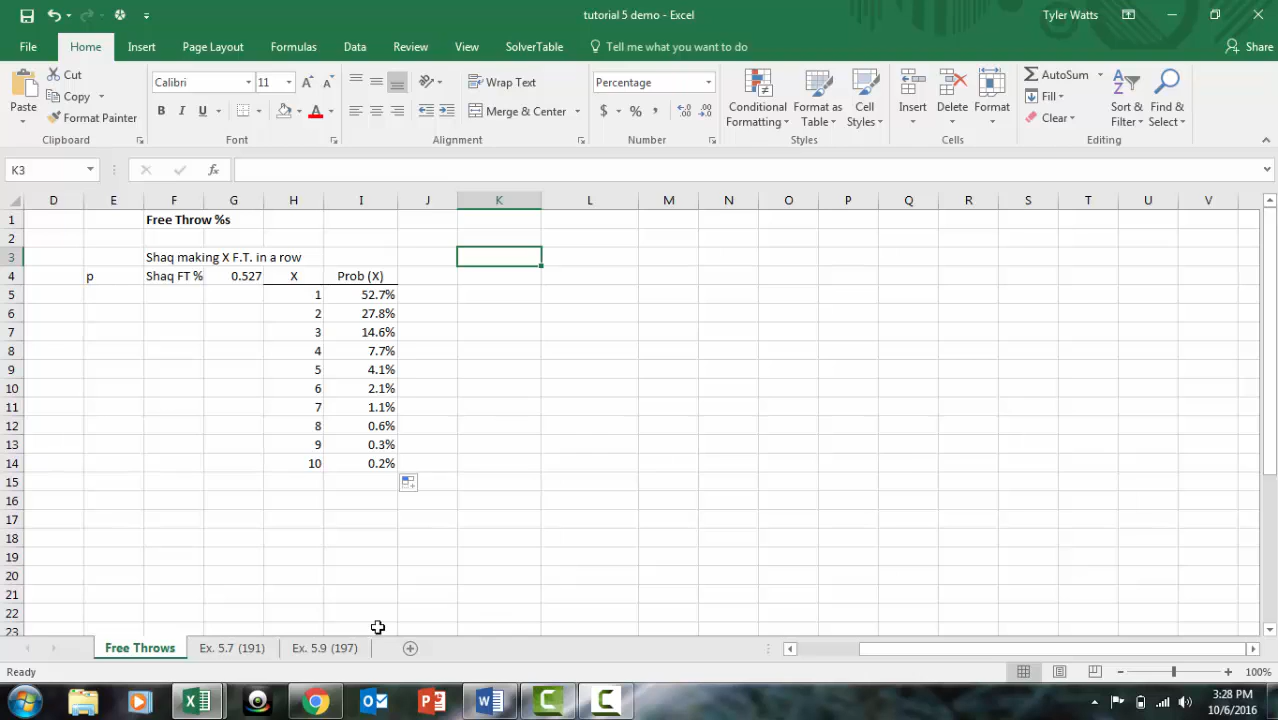 tutorial 5 demo - Excel
Tyler Watts
File Home Insert Page Layout Formulas Data Review View SolverTable Tell me what you want to do Share
Paste
Cut
Copy
Format Painter
Clipboard
Calibri 11
B I U
Font
Wrap Text
Merge & Center
Alignment
Percentage
$ % ,
Number
Conditional Formatting
Format as Table
Cell Styles
Styles
Insert Delete Format
Cells
AutoSum
Fill
Clear
Sort & Filter
Find & Select
Editing
K3 fx
D E F G H I J K L M N O P Q R S T U V
1 Free Throw %s
2
3 Shaq making X F.T. in a row
4 p Shaq FT % 0.527 X Prob (X)
5 1 52.7%
6 2 27.8%
7 3 14.6%
8 4 7.7%
9 5 4.1%
10 6 2.1%
11 7 1.1%
12 8 0.6%
13 9 0.3%
14 10 0.2%
15
16
17
18
19
20
21
22
23
Free Throws Ex. 5.7 (191) Ex. 5.9 (197)
Ready 100%
3:28 PM
10/6/2016